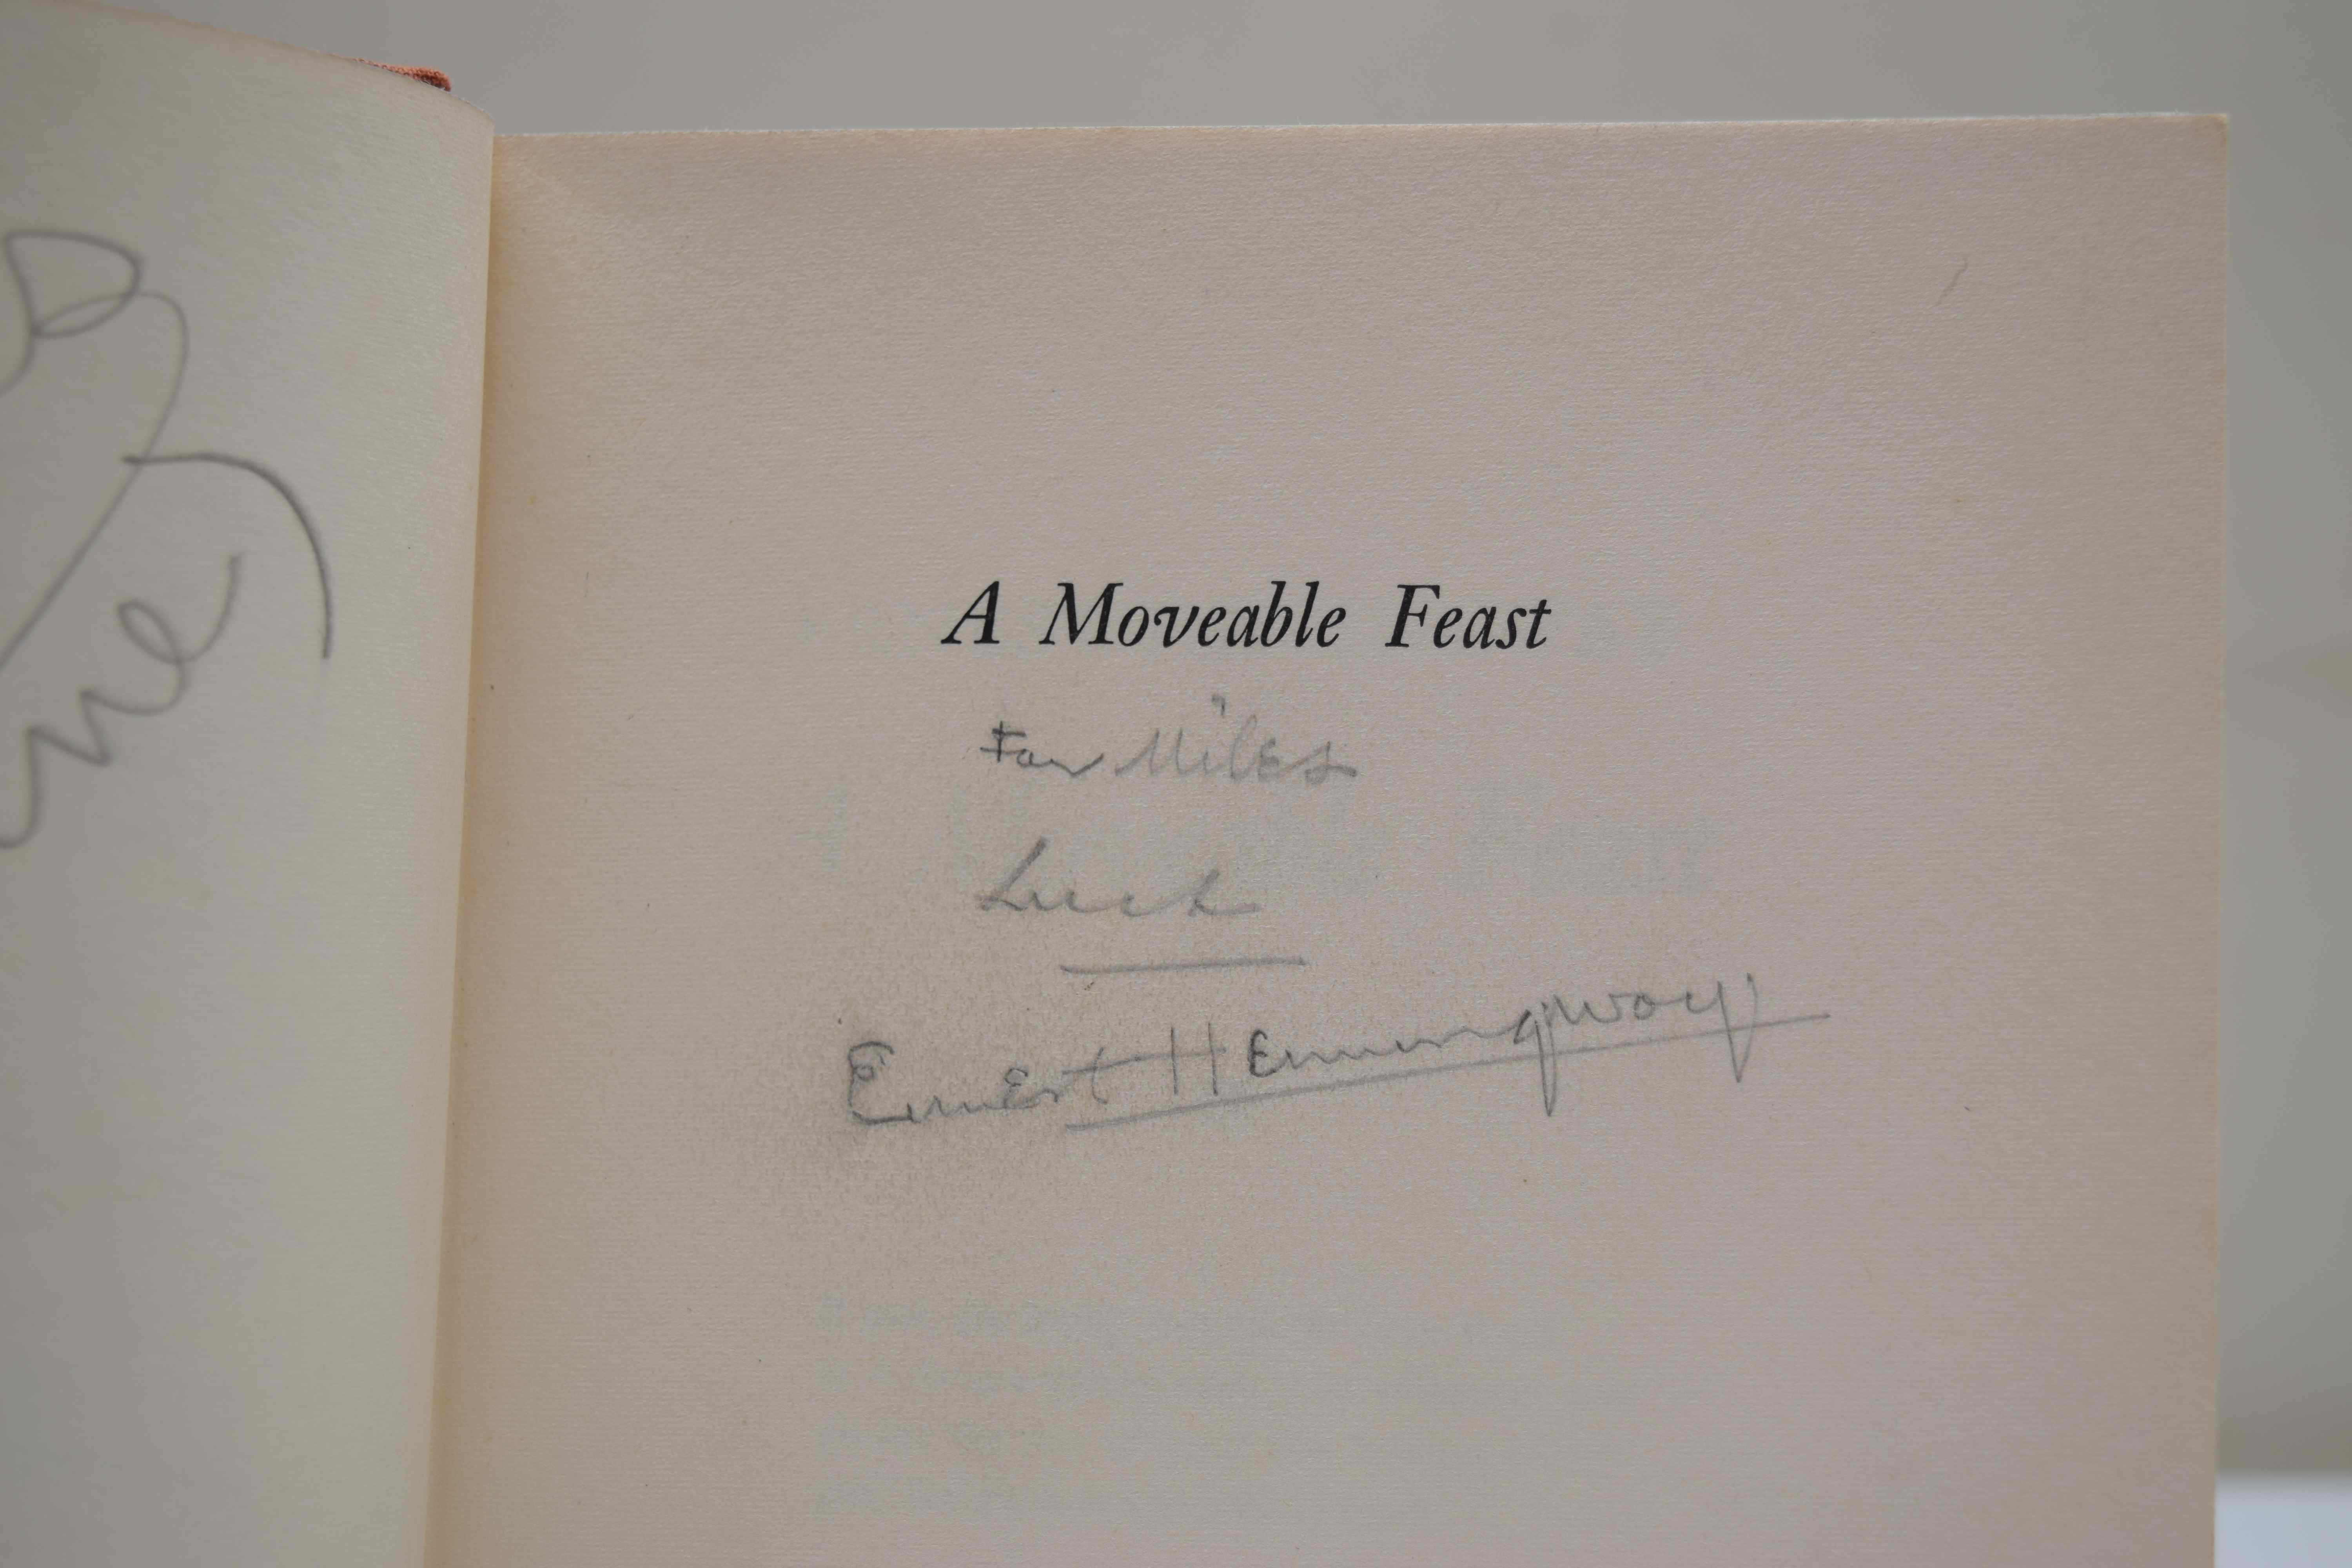 A Moveable Feast
For Miles
Luck
Ernest Hemingway